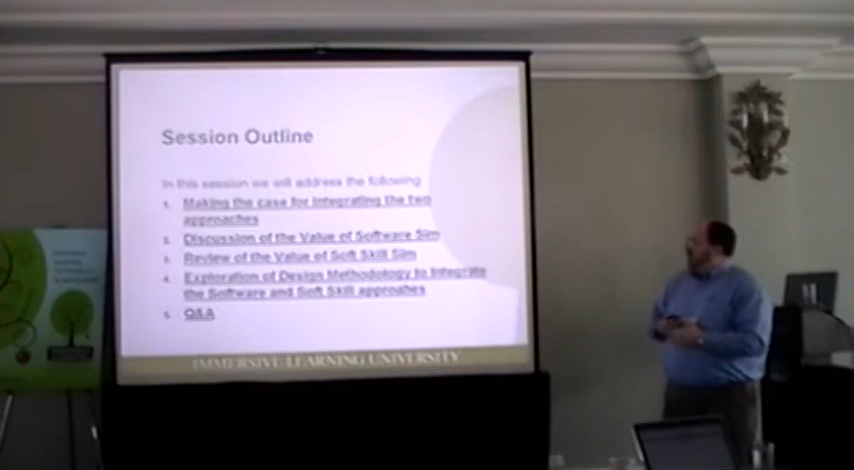 Session Outline
In this session we will address the following
1. Making the case for Integrating the two
approaches
2. Discussion of the Value of Software Sim
3. Review of the Value of Soft Skill Sim
4. Exploration of Design Methodology to Integrate
the Software and Soft Skill approaches
5. Q&A
IMMERSIVE LEARNING UNIVERSITY